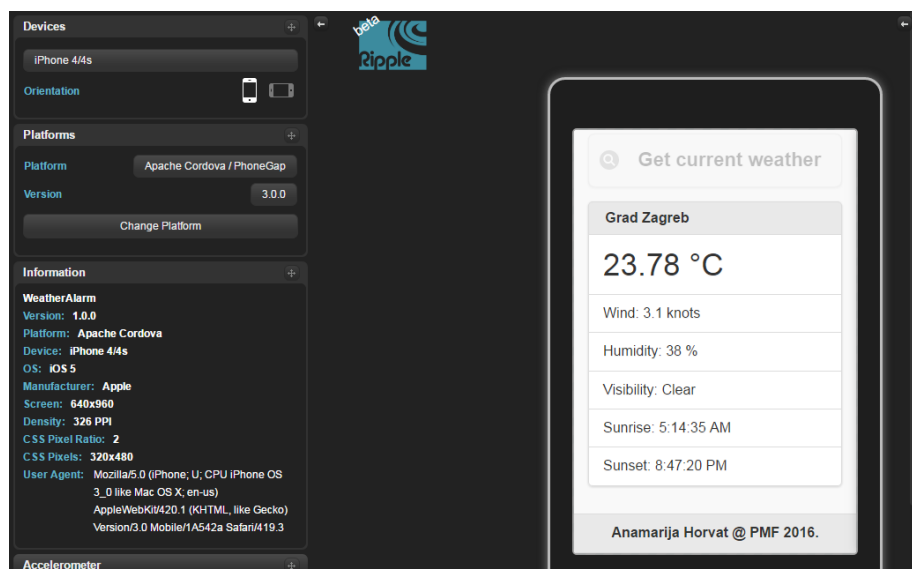 Devices
iPhone 4/4s
Orientation
Platforms
Platform Apache Cordova / PhoneGap
Version 3.0.0
Change Platform
Information
WeatherAlarm
Version: 1.0.0
Platform: Apache Cordova
Device: iPhone 4/4s
OS: iOS 5
Manufacturer: Apple
Screen: 640x960
Density: 326 PPI
CSS Pixel Ratio: 2
CSS Pixels: 320x480
User Agent: Mozilla/5.0 (iPhone; U; CPU iPhone OS
3_0 like Mac OS X; en-us)
AppleWebKit/420.1 (KHTML, like Gecko)
Version/3.0 Mobile/1A542a Safari/419.3
Accelerometer
beta
Ripple
Get current weather
Grad Zagreb
23.78 °C
Wind: 3.1 knots
Humidity: 38 %
Visibility: Clear
Sunrise: 5:14:35 AM
Sunset: 8:47:20 PM
Anamarija Horvat @ PMF 2016.